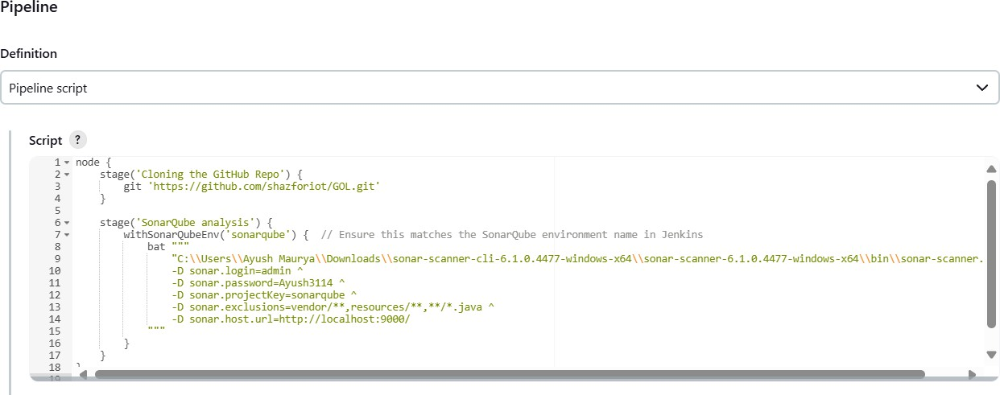 Pipeline
Definition
Pipeline script
Script ?
1 node {
2     stage('Cloning the GitHub Repo') {
3         git 'https://github.com/shazforiot/GOL.git'
4     }
5
6     stage('SonarQube analysis') {
7         withSonarQubeEnv('sonarqube') {  // Ensure this matches the SonarQube environment name in Jenkins
8             bat """
9                 "C:\\Users\\Ayush Maurya\\Downloads\\sonar-scanner-cli-6.1.0.4477-windows-x64\\sonar-scanner-6.1.0.4477-windows-x64\\bin\\sonar-scanner.
10                 -D sonar.login=admin ^
11                 -D sonar.password=Ayush3114 ^
12                 -D sonar.projectKey=sonarqube ^
13                 -D sonar.exclusions=vendor/**,resources/**,**/*.java ^
14                 -D sonar.host.url=http://localhost:9000/
15             """
16         }
17     }
18 }
19